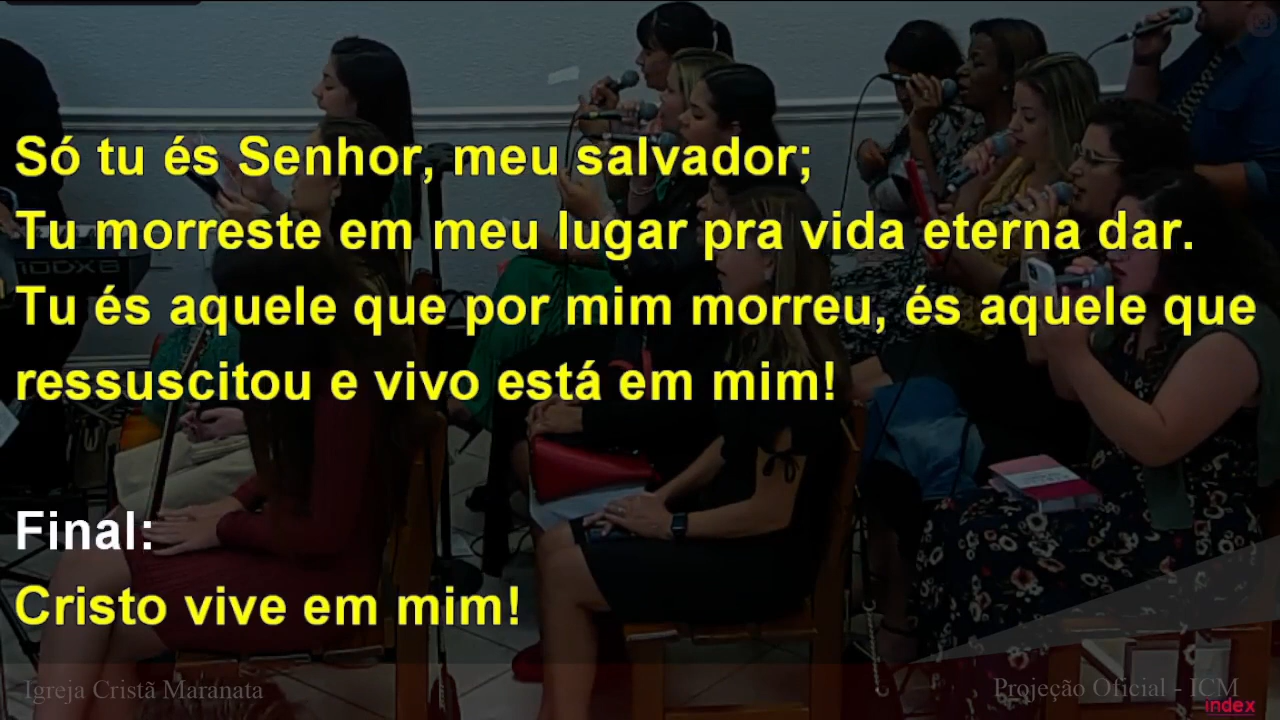 Só tu és Senhor, meu salvador;
Tu morreste em meu lugar pra vida eterna dar.
Tu és aquele que por mim morreu, és aquele que
ressuscitou e vivo está em mim!
Final:
Cristo vive em mim!
Igreja Cristã Maranata
Projeção Oficial - ICM
index